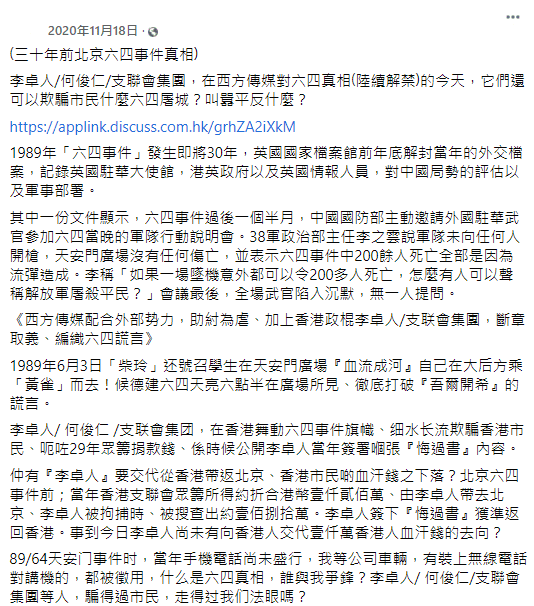 2020年11月18日 ·
(三十年前北京六四事件真相)
李卓人/何俊仁/支聯會集團，在西方傳媒對六四真相(陸續解禁)的今天，它們還
可以欺騙市民什麼六四屠城？叫囂平反什麼？
https://applink.discuss.com.hk/grhZA2iXkM
1989年「六四事件」發生即將30年，英國國家檔案館前年底解封當年的外交檔
案，記錄英國駐華大使館，港英政府以及英國情報人員，對中國局勢的評估以
及軍事部署。
其中一份文件顯示，六四事件過後一個半月，中國國防部主動邀請外國駐華武
官參加六四當晚的軍隊行動說明會。38軍政治部主任李之雲說軍隊未向任何人
開槍，天安門廣場沒有任何傷亡，並表示六四事件中200餘人死亡全部是因為
流彈造成。李稱「如果一場墜機意外都可以令200多人死亡，怎麼有人可以聲
稱解放軍屠殺平民？」會議最後，全場武官陷入沉默，無一人提問。
《西方傳媒配合外部势力，助紂為虐、加上香港政棍李卓人/支联會集團，斷章
取義、編織六四謊言》
1989年6月3日「柴玲」还號召學生在天安門廣場『血流成河』自己在大后方乘
「黃雀」而去！候德建六四天亮六點半在廣場所見、徹底打破『吾爾開希』的
謊言。
李卓人/ 何俊仁 /支联會集团，在香港舞動六四事件旗幟、细水长流欺騙香港市
民、呃咗29年眾籌捐款錢、係時候公開李卓人當年簽署嗰張『悔過書』內容。
仲有『李卓人』要交代從香港帶返北京、香港市民啲血汗錢之下落？北京六四
事件前；當年香港支聯會眾籌所得約折合港幣壹仟貳佰萬、由李卓人帶去北
京、李卓人被拘捕時、被搜查出約壹佰捌拾萬。李卓人簽下『悔過書』獲準返
回香港。事到今日李卓人尚未有向香港人交代壹仟萬香港人血汗錢的去向？
89/64天安门事件时，當年手機電話尚未盛行，我等公司車輛，有裝上無線電話
對講機的，都被徵用，什么是六四真相，誰與我爭鋒？李卓人/ 何俊仁/支联會
集團等人，騙得過市民，走得过我们法眼嗎？